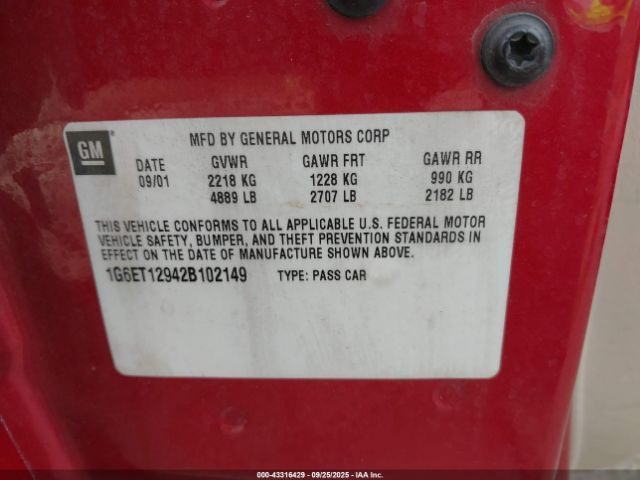 GM
MFD BY GENERAL MOTORS CORP
DATE GVWR GAWR FRT GAWR RR
09/01 2218 KG 1228 KG 990 KG
4889 LB 2707 LB 2182 LB
THIS VEHICLE CONFORMS TO ALL APPLICABLE U.S. FEDERAL MOTOR
VEHICLE SAFETY, BUMPER, AND THEFT PREVENTION STANDARDS IN
EFFECT ON THE DATE OF MANUFACTURE SHOWN ABOVE.
1G6ET12942B102149 TYPE: PASS CAR
000-43316429 - 09/25/2025 - IAA Inc.